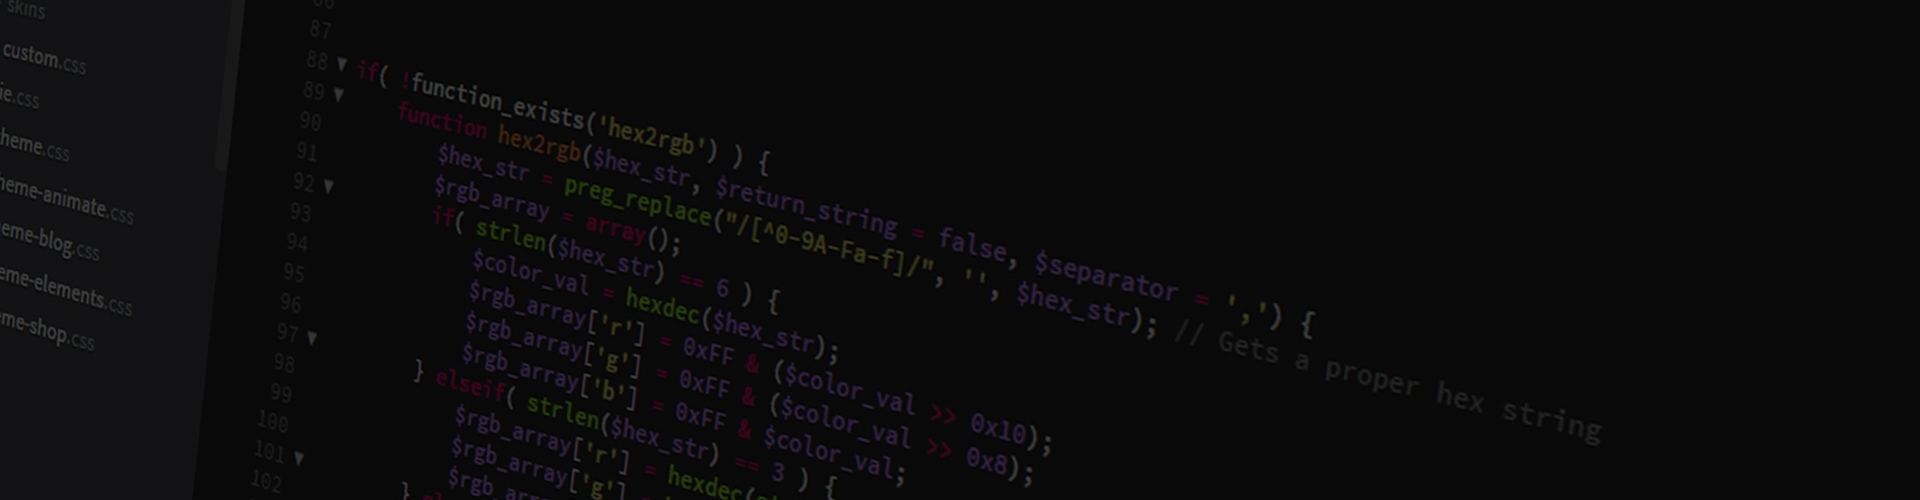 skins
custom.css
ie.css
heme.css
heme-animate.css
eme-blog.css
eme-elements.css
me-shop.css
86
87
88 if( !function_exists('hex2rgb') ) {
89 function hex2rgb($hex_str, $return_string = false, $separator = ',') {
90 $hex_str = preg_replace("/[^0-9A-Fa-f]/", '', $hex_str); // Gets a proper hex string
91 $rgb_array = array();
92 if( strlen($hex_str) == 6 ) {
93 $color_val = hexdec($hex_str);
94 $rgb_array['r'] = 0xFF & ($color_val >> 0x10);
95 $rgb_array['g'] = 0xFF & ($color_val >> 0x8);
96 $rgb_array['b'] = 0xFF & $color_val;
97 } elseif( strlen($hex_str) == 3 ) {
98 $rgb_array['r'] = hexdec(
99 $rgb_array['g'] =
100 $rgb_arr
101 } el
102